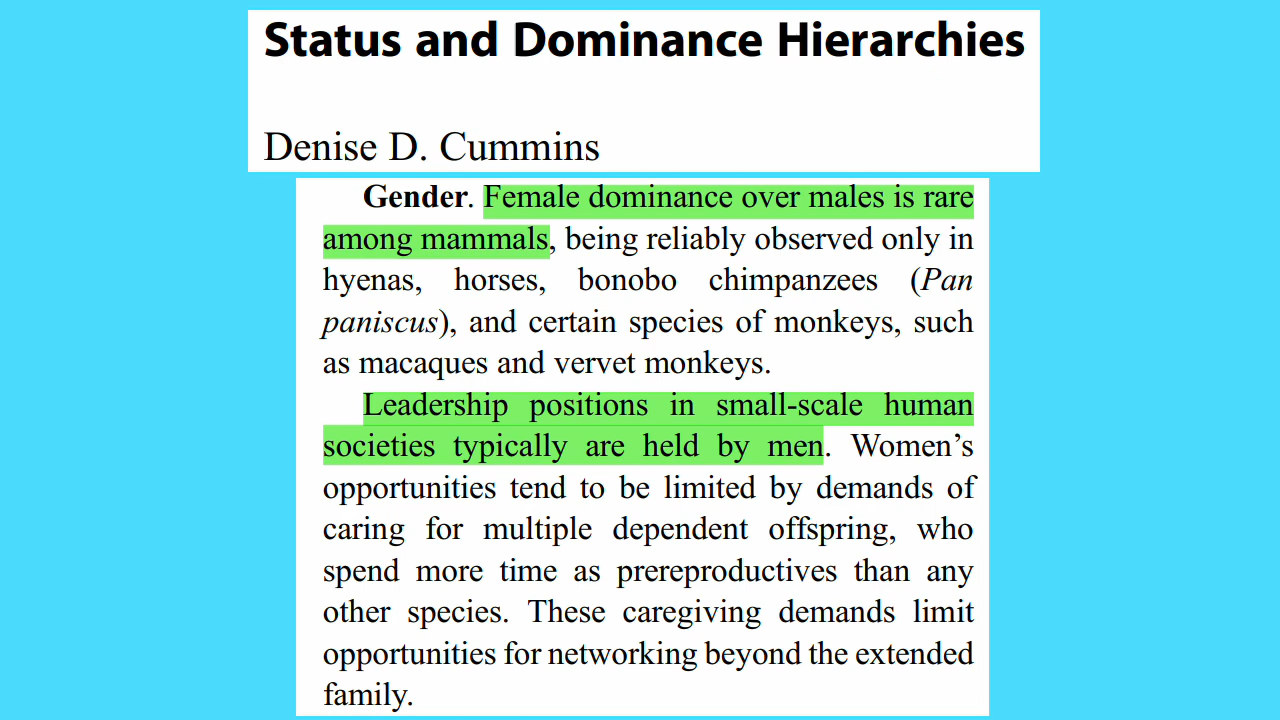 Status and Dominance Hierarchies
Denise D. Cummins
Gender. Female dominance over males is rare
among mammals, being reliably observed only in
hyenas, horses, bonobo chimpanzees (Pan
paniscus), and certain species of monkeys, such
as macaques and vervet monkeys.
Leadership positions in small-scale human
societies typically are held by men. Women’s
opportunities tend to be limited by demands of
caring for multiple dependent offspring, who
spend more time as prereproductives than any
other species. These caregiving demands limit
opportunities for networking beyond the extended
family.